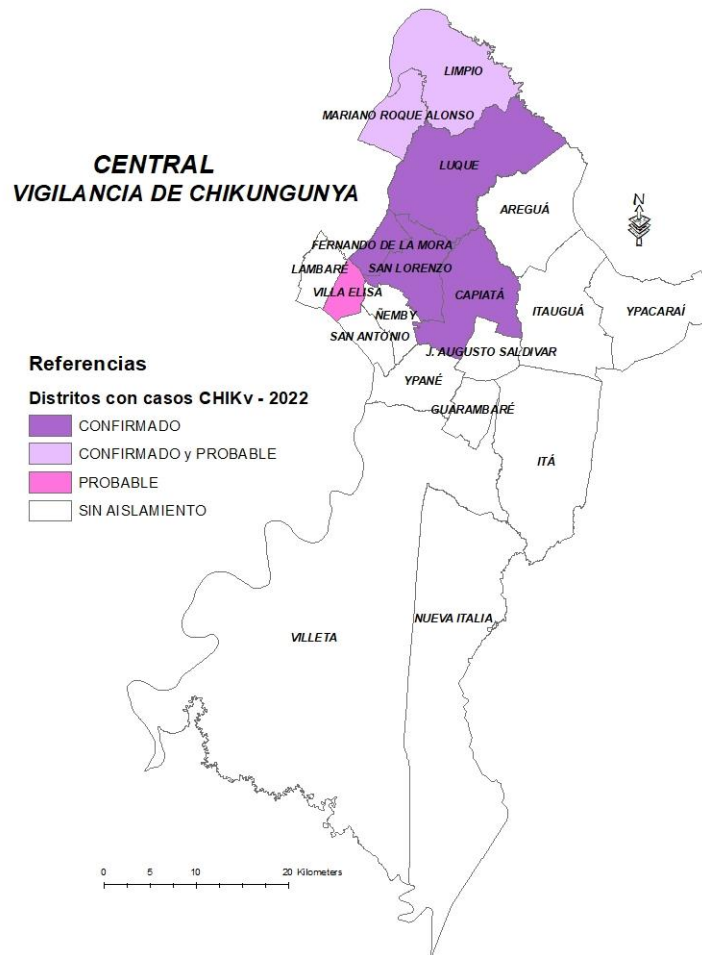 LIMPIO
MARIANO ROQUE ALONSO
CENTRAL
VIGILANCIA DE CHIKUNGUNYA
LUQUE
AREGUÁ
N
FERNANDO DE LA MORA
LAMBARÉ
SAN LORENZO
VILLA ELISA
CAPIATÁ
ITAUGUÁ
YPACARAÍ
ÑEMBY
SAN ANTONIO
J. AUGUSTO SALDIVAR
YPANÉ
GUARAMBARÉ
ITÁ
Referencias
Distritos con casos CHIKv - 2022
CONFIRMADO
CONFIRMADO y PROBABLE
PROBABLE
SIN AISLAMIENTO
VILLETA
NUEVA ITALIA
0 5 10 20 Kilometers